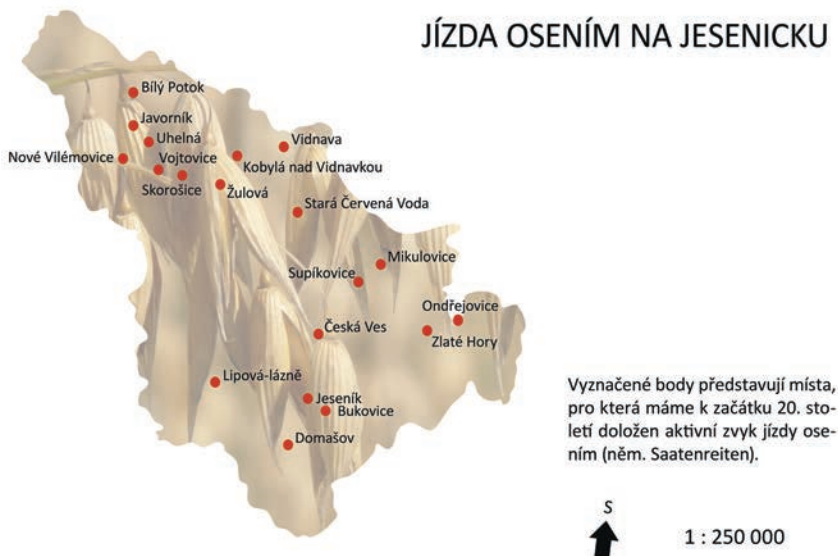 JÍZDA OSENÍM NA JESENICKU
Bílý Potok
Javorník
Uhelná
Nové Vilémovice
Vojtovice
Vidnava
Kobylá nad Vidnavkou
Skorošice
Žulová
Stará Červená Voda
Mikulovice
Supíkovice
Ondřejovice
Česká Ves
Zlaté Hory
Lipová-lázně
Jeseník
Bukovice
Domašov
Vyznačené body představují místa,
pro která máme k začátku 20. sto-
letí doložen aktivní zvyk jízdy ose-
ním (něm. Saatenreiten).
S
1 : 250 000